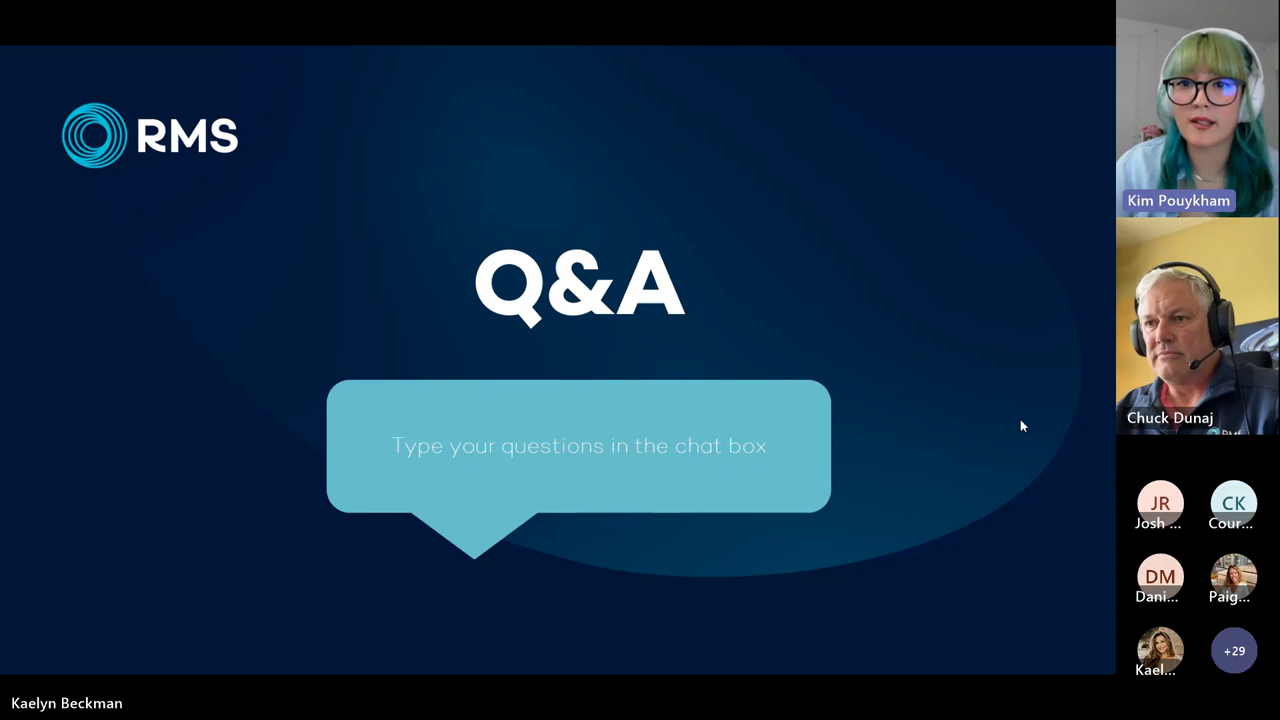 RMS
Q&A
Type your questions in the chat box
Kim Pouykham
Chuck Dunaj
JR
CK
Josh ...
Cour...
DM
Dani...
Paig...
Kael...
+29
Kaelyn Beckman